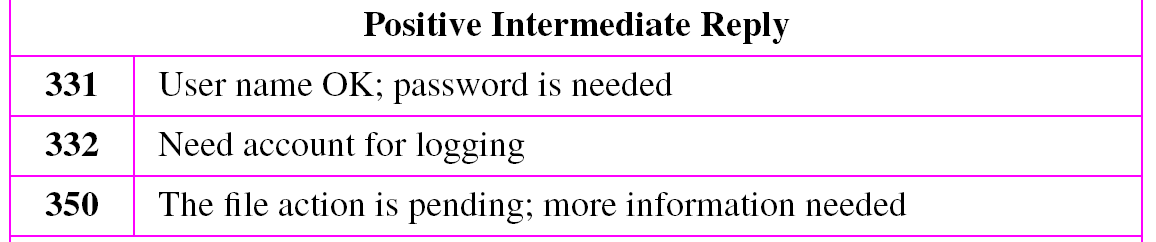 Positive Intermediate Reply
331 User name OK; password is needed
332 Need account for logging
350 The file action is pending; more information needed